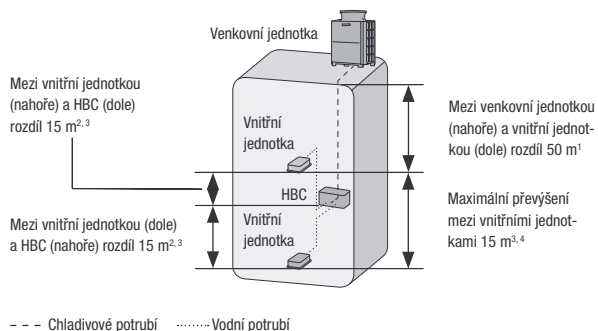 Venkovní jednotka
Mezi vnitřní jednotkou
(nahoře) a HBC (dole)
rozdíl 15 m2, 3
Mezi vnitřní jednotkou (dole)
a HBC (nahoře) rozdíl 15 m2, 3
Vnitřní
jednotka
HBC
Vnitřní
jednotka
Mezi venkovní jednotkou
(nahoře) a vnitřní jednot-
kou (dole) rozdíl 50 m1
Maximální převýšení
mezi vnitřními jednot-
kami 15 m3, 4
– – – Chladivové potrubí ········ Vodní potrubí